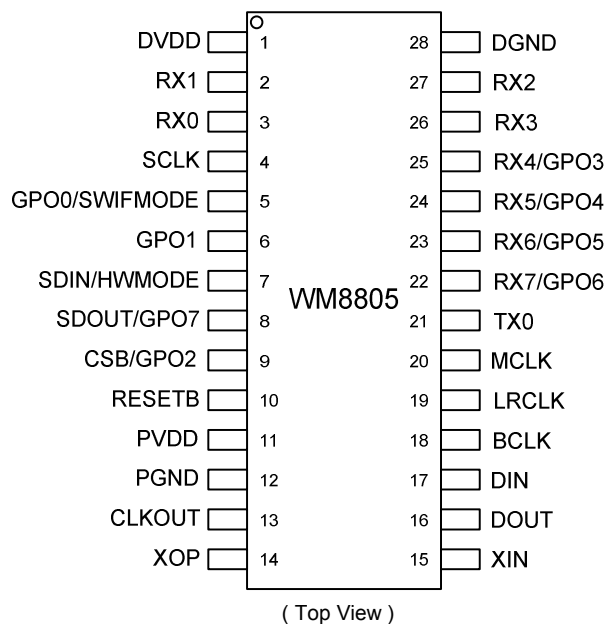 DVDD 1 28 DGND
RX1 2 27 RX2
RX0 3 26 RX3
SCLK 4 25 RX4/GPO3
GPO0/SWIFMODE 5 24 RX5/GPO4
GPO1 6 23 RX6/GPO5
SDIN/HWMODE 7 22 RX7/GPO6
WM8805
SDOUT/GPO7 8 21 TX0
CSB/GPO2 9 20 MCLK
RESETB 10 19 LRCLK
PVDD 11 18 BCLK
PGND 12 17 DIN
CLKOUT 13 16 DOUT
XOP 14 15 XIN
( Top View )